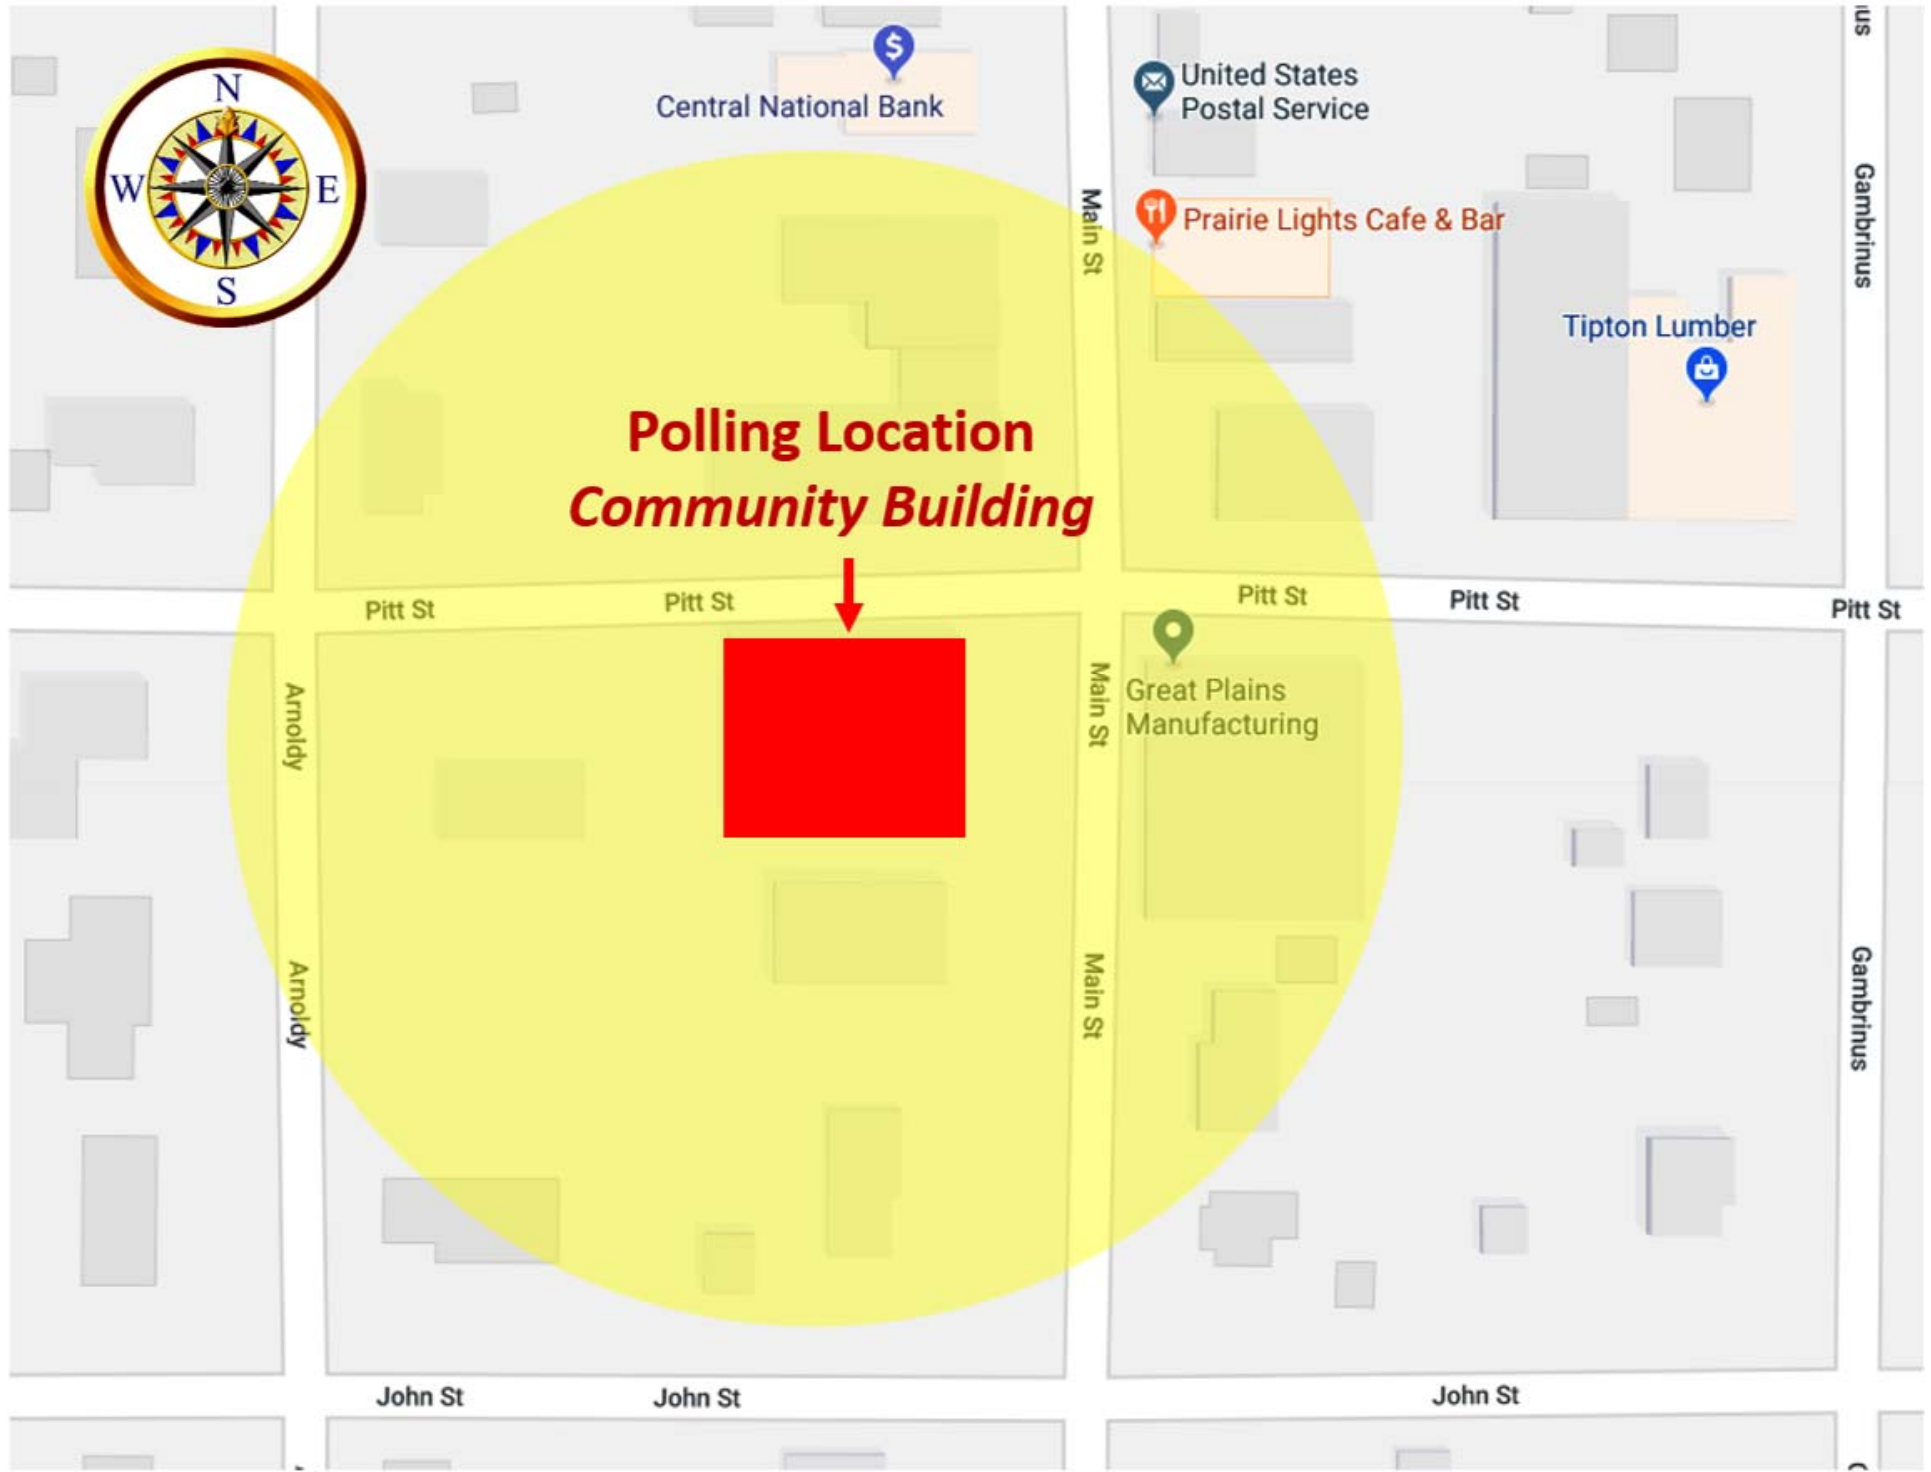 us
N
W
E
S
Central National Bank
United States
Postal Service
Main St
Prairie Lights Cafe & Bar
Gambrinus
Tipton Lumber
Polling Location
Community Building
Pitt St
Pitt St
Pitt St
Pitt St
Pitt St
Arnoldy
Main St
Great Plains
Manufacturing
Arnoldy
Main St
Gambrinus
John St
John St
John St